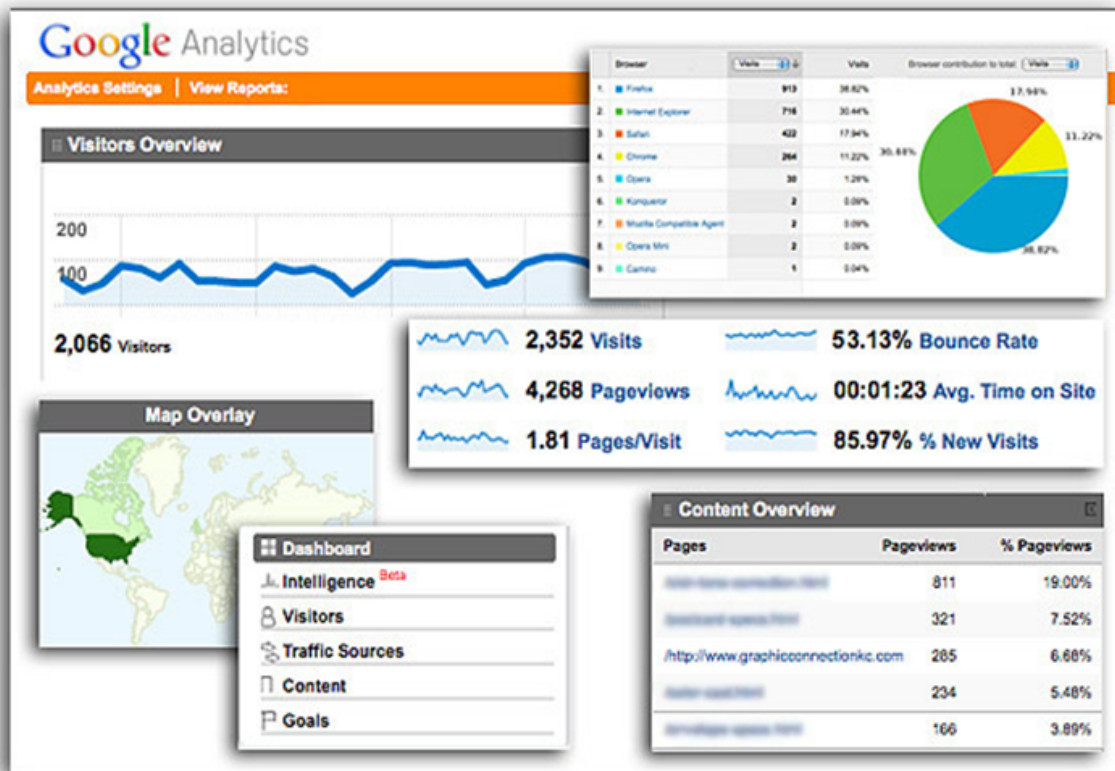 Google Analytics
Analytics Settings | View Reports:
Visitors Overview
200
100
2,066 Visitors
Browser Visits Visits Browser contribution to total: Visits
1. Firefox 913 38.82%
2. Internet Explorer 716 30.44%
3. Safari 422 17.94%
4. Chrome 264 11.22%
5. Opera 30 1.28%
6. Konqueror 2 0.09%
7. Mozilla Compatible Agent 2 0.09%
8. Opera Mini 2 0.09%
9. Camino 1 0.04%
17.94%
11.22%
30.44%
38.82%
2,352 Visits
53.13% Bounce Rate
4,268 Pageviews
00:01:23 Avg. Time on Site
1.81 Pages/Visit
85.97% % New Visits
Map Overlay
Dashboard
Intelligence Beta
Visitors
Traffic Sources
Content
Goals
Content Overview
Pages Pageviews % Pageviews
811 19.00%
321 7.52%
/http://www.graphicconnectionkc.com 285 6.68%
234 5.48%
166 3.89%